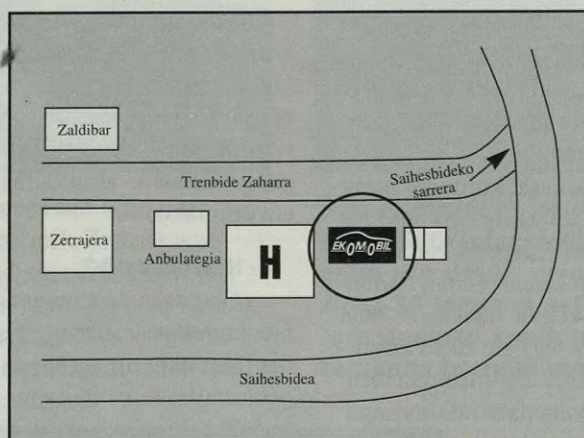 Zaldibar
Trenbide Zaharra
Saihesbideko
sarrera
Zerrajera
Anbulategia
H
EKOMOBIL
Saihesbidea